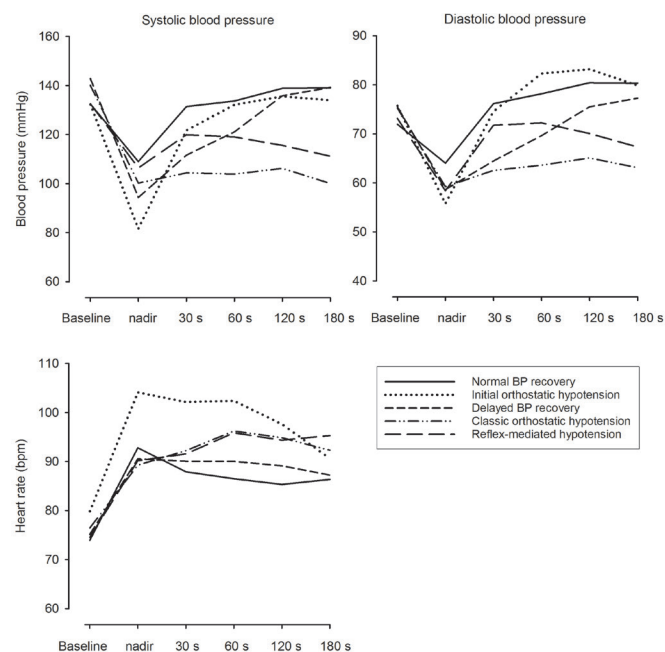 Systolic blood pressure
Blood pressure (mmHg)
160
140
120
100
80
60
Baseline nadir 30 s 60 s 120 s 180 s
Diastolic blood pressure
90
80
70
60
50
40
Baseline nadir 30 s 60 s 120 s 180 s
Heart rate (bpm)
110
100
90
80
70
60
Baseline nadir 30 s 60 s 120 s 180 s
Normal BP recovery
Initial orthostatic hypotension
Delayed BP recovery
Classic orthostatic hypotension
Reflex-mediated hypotension